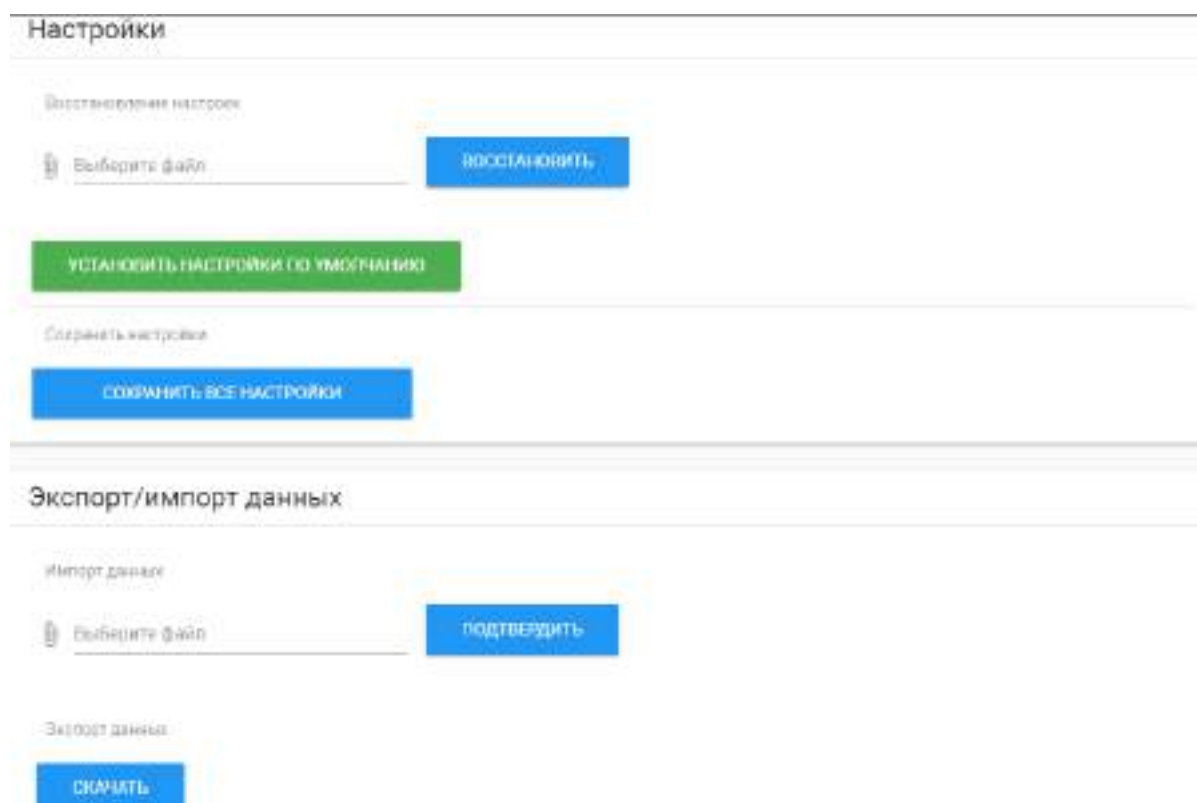 Настройки
Восстановление настроек
Выберите файл
ВОССТАНОВИТЬ
УСТАНОВИТЬ НАСТРОЙКИ ПО УМОЛЧАНИЮ
Сохранить настройки
СОХРАНИТЬ ВСЕ НАСТРОЙКИ
Экспорт/импорт данных
Импорт данных
Выберите файл
ПОДТВЕРДИТЬ
Экспорт данных
СКАЧАТЬ